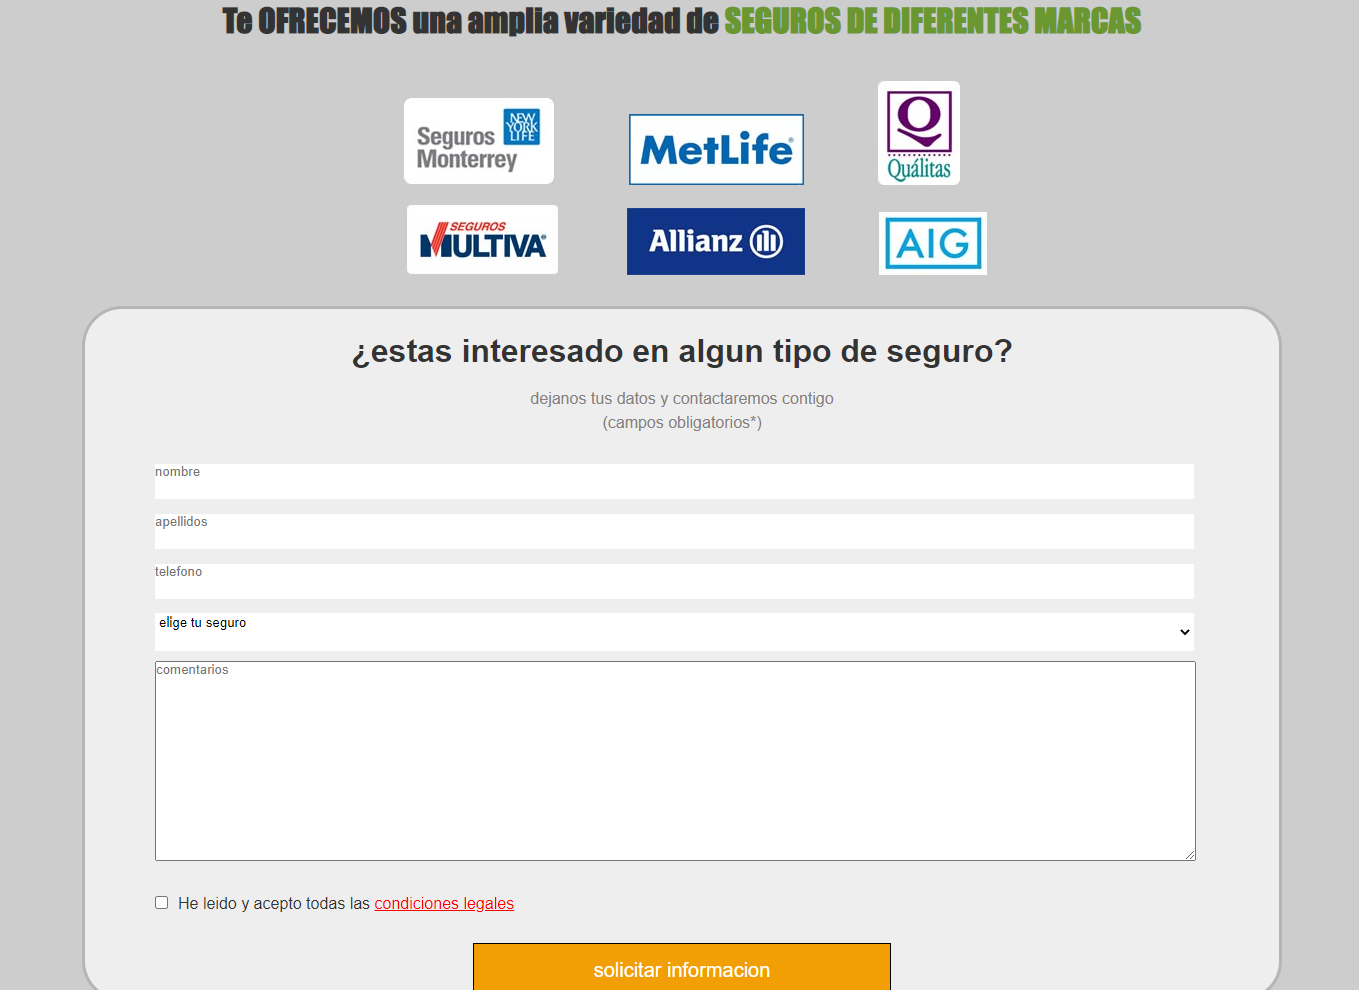 Te OFRECEMOS una amplia variedad de SEGUROS DE DIFERENTES MARCAS
Seguros Monterrey
NEW YORK LIFE
MetLife
Quálitas
SEGUROS
MULTIVA
Allianz
AIG
¿estas interesado en algun tipo de seguro?
dejanos tus datos y contactaremos contigo
(campos obligatorios*)
nombre
apellidos
telefono
elige tu seguro
comentarios
He leido y acepto todas las condiciones legales
solicitar informacion